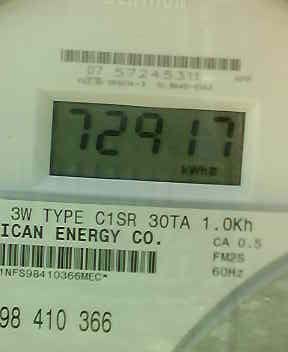 07 57245311
72917
kWh
3W TYPE C1SR 30TA 1.0Kh
ICAN ENERGY CO.
CA 0.5
FM2S
60Hz
1NFS98410366MEC*
98 410 366